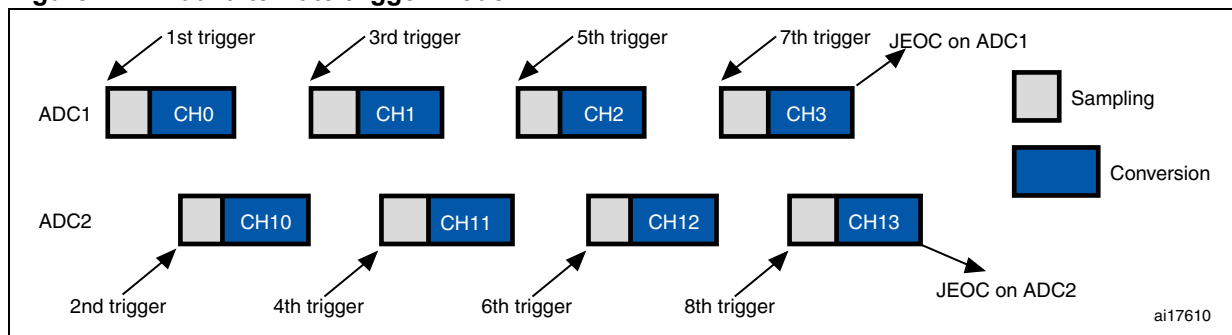 1st trigger
3rd trigger
5th trigger
7th trigger
JEOC on ADC1
ADC1
CH0
CH1
CH2
CH3
Sampling
Conversion
ADC2
CH10
CH11
CH12
CH13
2nd trigger
4th trigger
6th trigger
8th trigger
JEOC on ADC2
ai17610